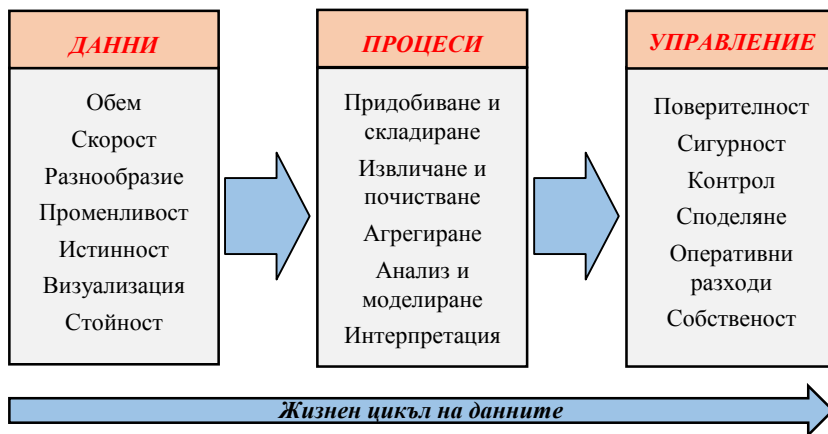 ДАННИ
Обем
Скорост
Разнообразие
Променливост
Истинност
Визуализация
Стойност
ПРОЦЕСИ
Придобиване и
складиране
Извличане и
почистване
Агрегиране
Анализ и
моделиране
Интерпретация
УПРАВЛЕНИЕ
Поверителност
Сигурност
Контрол
Споделяне
Оперативни
разходи
Собственост
Жизнен цикъл на данните